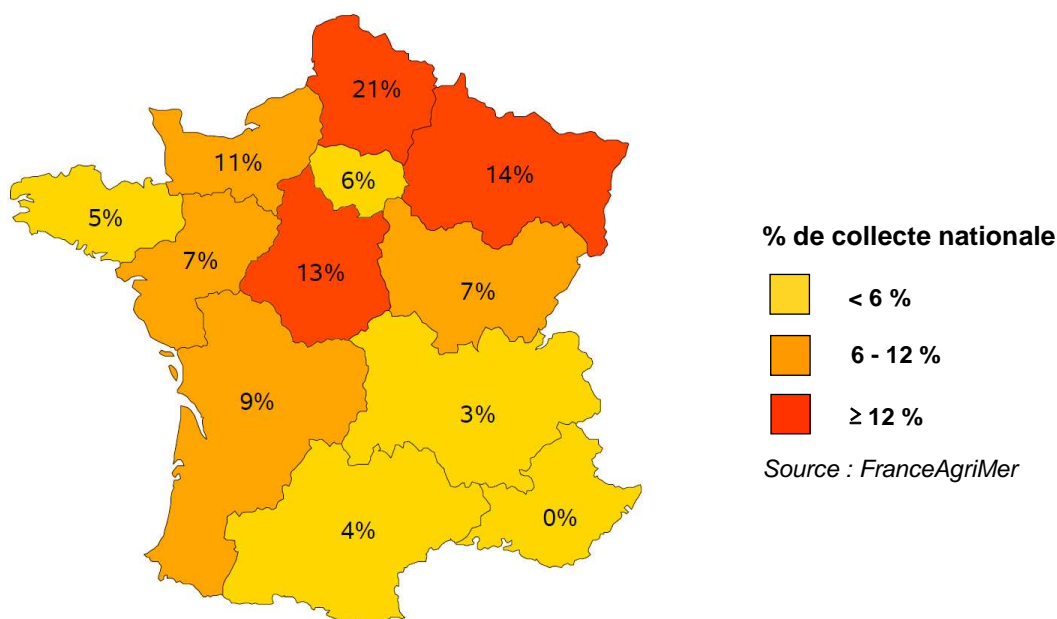 21%
11%
6%
14%
5%
7%
13%
7%
9%
3%
4%
0%
% de collecte nationale
< 6 %
6 - 12 %
≥ 12 %
Source : FranceAgriMer